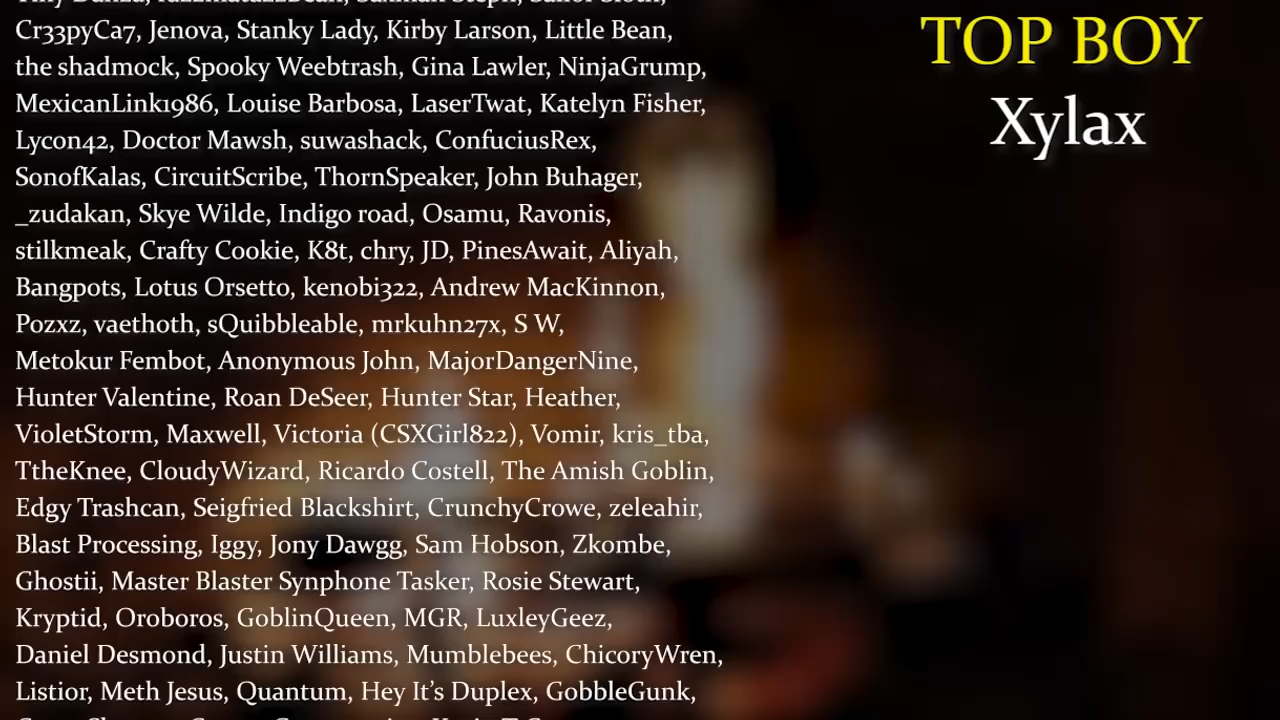 Cr33pyCa7, Jenova, Stanky Lady, Kirby Larson, Little Bean,
the shadmock, Spooky Weebtrash, Gina Lawler, NinjaGrump,
MexicanLink1986, Louise Barbosa, LaserTwat, Katelyn Fisher,
Lycon42, Doctor Mawsh, suwashack, ConfuciusRex,
SonofKalas, CircuitScribe, ThornSpeaker, John Buhager,
_zudakan, Skye Wilde, Indigo road, Osamu, Ravonis,
stilkmeak, Crafty Cookie, K8t, chry, JD, PinesAwait, Aliyah,
Bangpots, Lotus Orsetto, kenobi322, Andrew MacKinnon,
Pozxz, vaethoth, sQuibbleable, mrkuhn27x, S W,
Metokur Fembot, Anonymous John, MajorDangerNine,
Hunter Valentine, Roan DeSeer, Hunter Star, Heather,
VioletStorm, Maxwell, Victoria (CSXGirl822), Vomir, kris_tba,
TtheKnee, CloudyWizard, Ricardo Costell, The Amish Goblin,
Edgy Trashcan, Seigfried Blackshirt, CrunchyCrowe, zeleahir,
Blast Processing, Iggy, Jony Dawgg, Sam Hobson, Zkombe,
Ghostii, Master Blaster Synphone Tasker, Rosie Stewart,
Kryptid, Oroboros, GoblinQueen, MGR, LuxleyGeez,
Daniel Desmond, Justin Williams, Mumblebees, ChicoryWren,
Listior, Meth Jesus, Quantum, Hey It's Duplex, GobbleGunk,
TOP BOY
Xylax